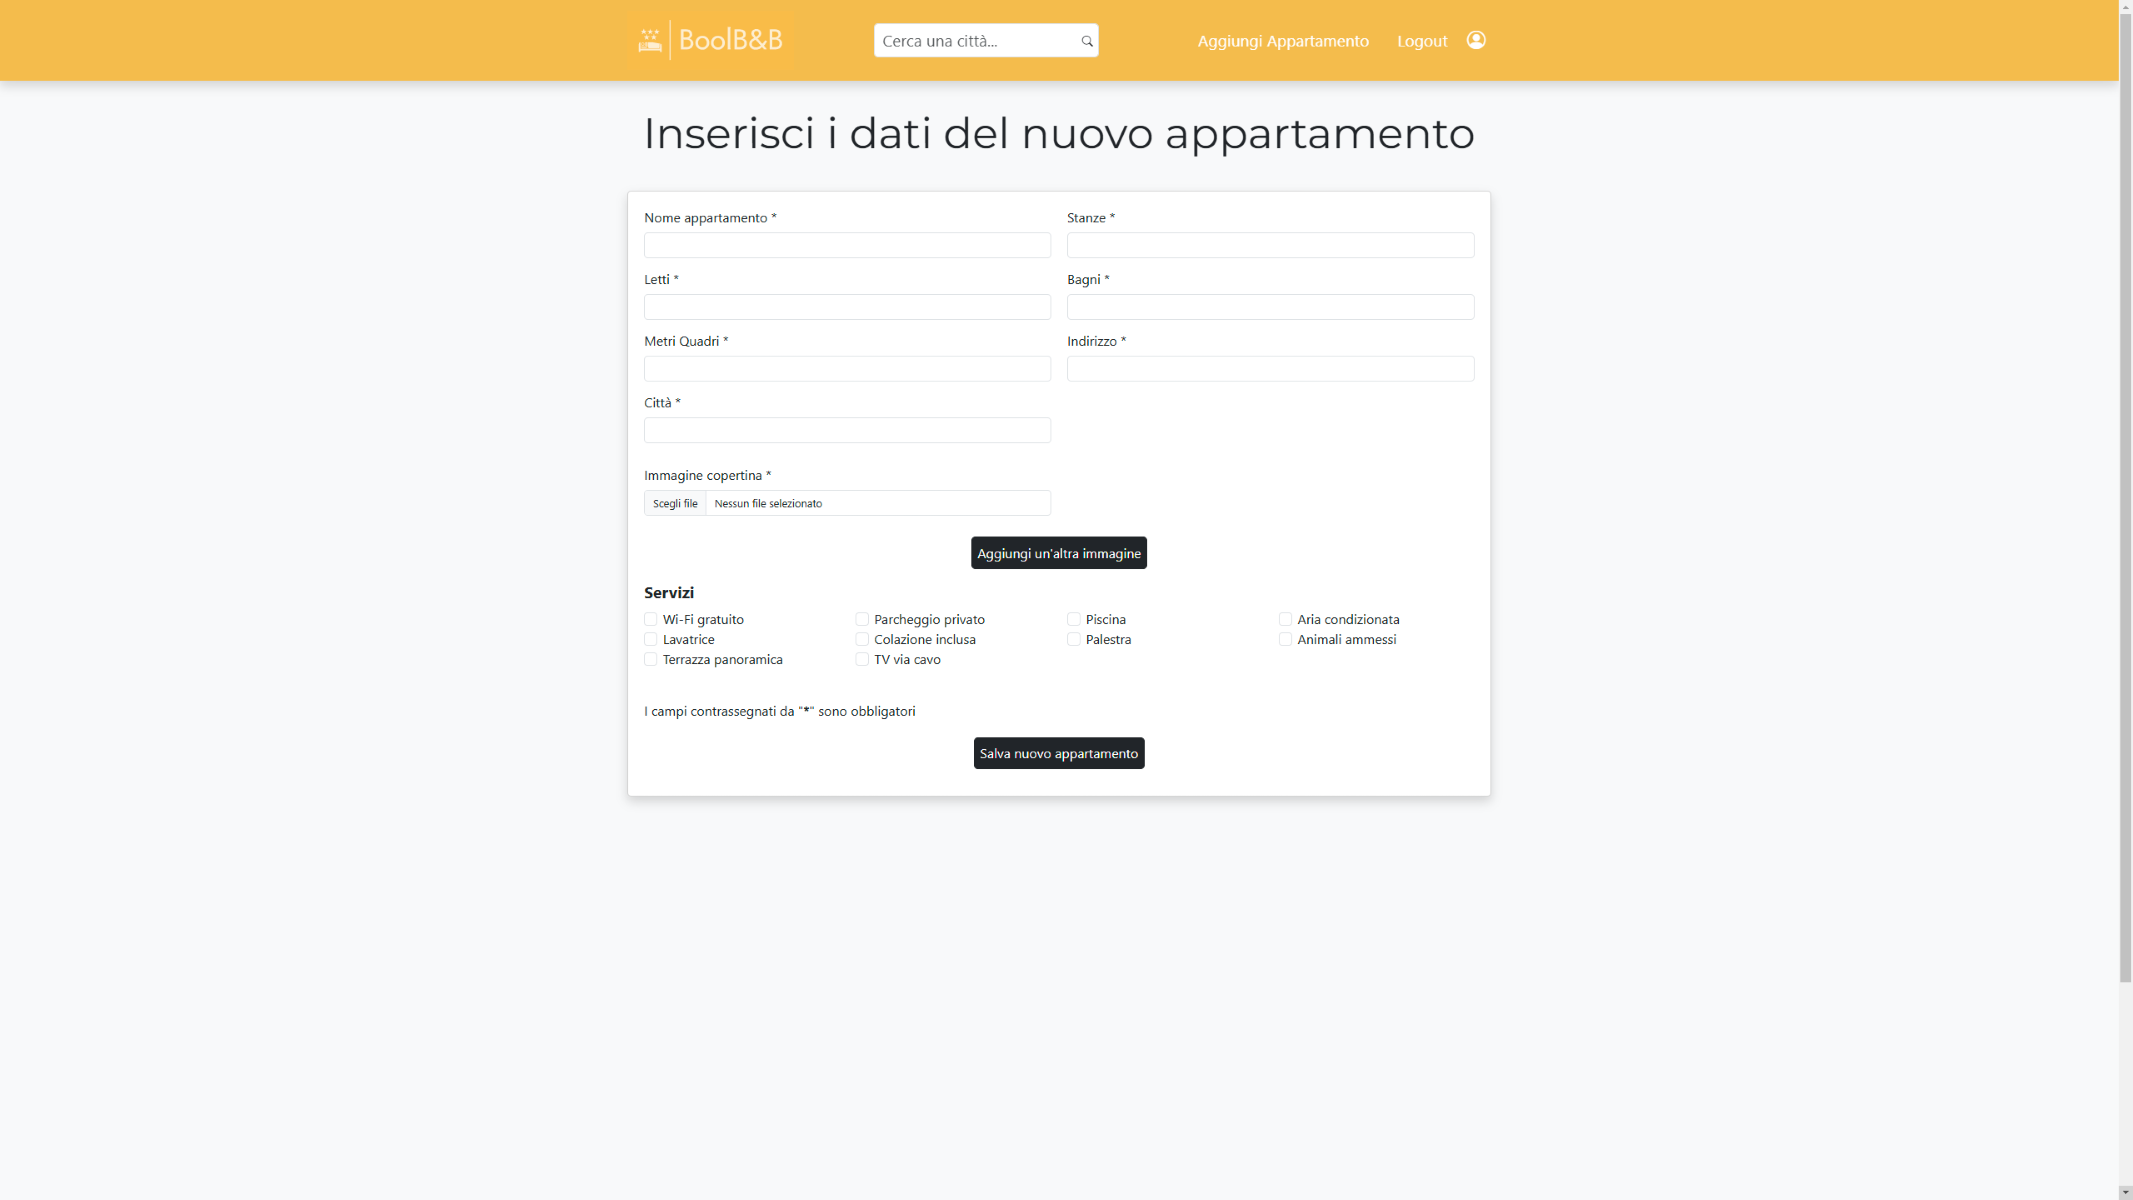 BoolB&B
Cerca una città...
Aggiungi Appartamento
Logout
Inserisci i dati del nuovo appartamento
Nome appartamento *
Stanze *
Letti *
Bagni *
Metri Quadri *
Indirizzo *
Città *
Immagine copertina *
Scegli file
Nessun file selezionato
Aggiungi un'altra immagine
Servizi
Wi-Fi gratuito
Parcheggio privato
Piscina
Aria condizionata
Lavatrice
Colazione inclusa
Palestra
Animali ammessi
Terrazza panoramica
TV via cavo
I campi contrassegnati da "*" sono obbligatori
Salva nuovo appartamento